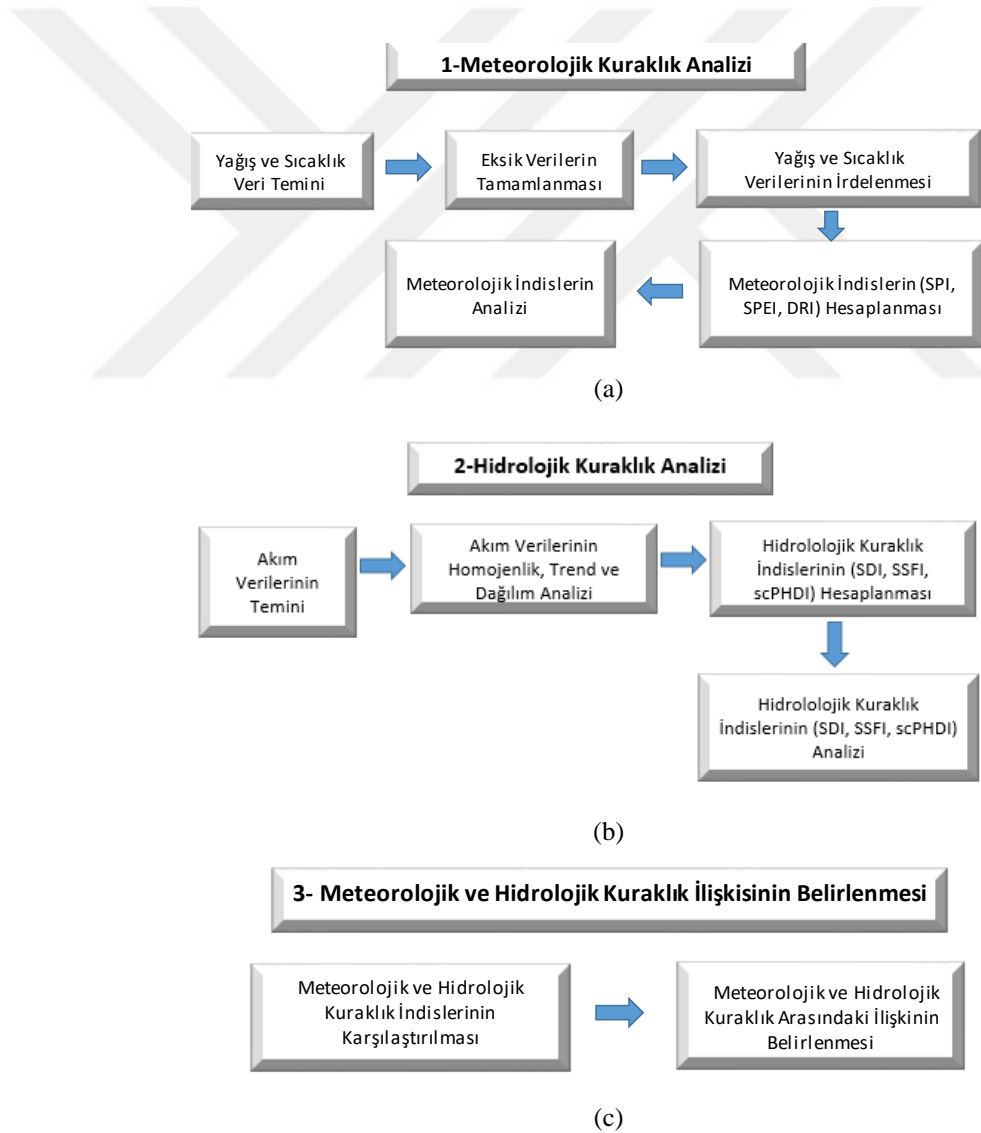 1-Meteorolojik Kuraklık Analizi
Yağış ve Sıcaklık
Veri Temini
Eksik Verilerin
Tamamlanması
Yağış ve Sıcaklık
Verilerinin İrdelenmesi
Meteorolojik İndislerin (SPI,
SPEI, DRI) Hesaplanması
Meteorolojik İndislerin
Analizi
(a)
2-Hidrolojik Kuraklık Analizi
Akım
Verilerinin
Temini
Akım Verilerinin
Homojenlik, Trend ve
Dağılım Analizi
Hidrololojik Kuraklık
İndislerinin (SDI, SSFI,
scPHDI) Hesaplanması
Hidrololojik Kuraklık
İndislerinin (SDI, SSFI, scPHDI)
Analizi
(b)
3- Meteorolojik ve Hidrolojik Kuraklık İlişkisinin Belirlenmesi
Meteorolojik ve Hidrolojik
Kuraklık İndislerinin
Karşılaştırılması
Meteorolojik ve Hidrolojik
Kuraklık Arasındaki İlişkinin
Belirlenmesi
(c)